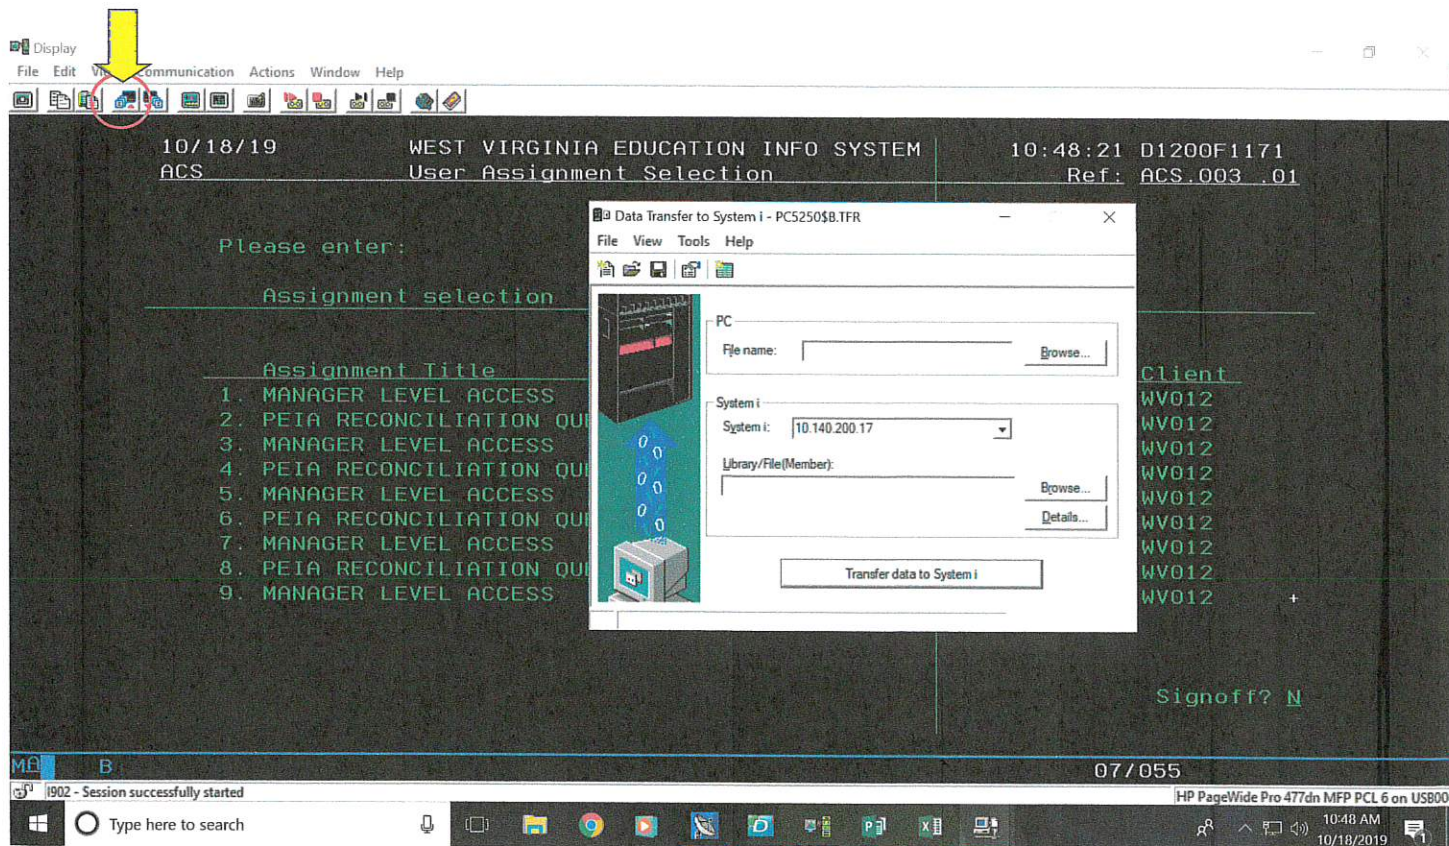 Display
File Edit Communication Actions Window Help
10/18/19 WEST VIRGINIA EDUCATION INFO SYSTEM 10:48:21 D1200F1171
ACS User Assignment Selection Ref: ACS.003 .01
Data Transfer to System i - PC5250$B.TFR
File View Tools Help
Please enter:
Assignment selection
PC
File name: Browse...
Assignment Title Client
1. MANAGER LEVEL ACCESS WV012
2. PEIA RECONCILIATION QU WV012
3. MANAGER LEVEL ACCESS WV012
4. PEIA RECONCILIATION QU WV012
5. MANAGER LEVEL ACCESS WV012
6. PEIA RECONCILIATION QU WV012
7. MANAGER LEVEL ACCESS WV012
8. PEIA RECONCILIATION QU WV012
9. MANAGER LEVEL ACCESS WV012 +
System i
System i: 10.140.200.17
Library/File(Member):
Browse...
Details...
Transfer data to System i
Signoff? N
MA B 07/055
I902 - Session successfully started HP PageWide Pro 477dn MFP PCL 6 on USB00
Type here to search
10:48 AM
10/18/2019
1